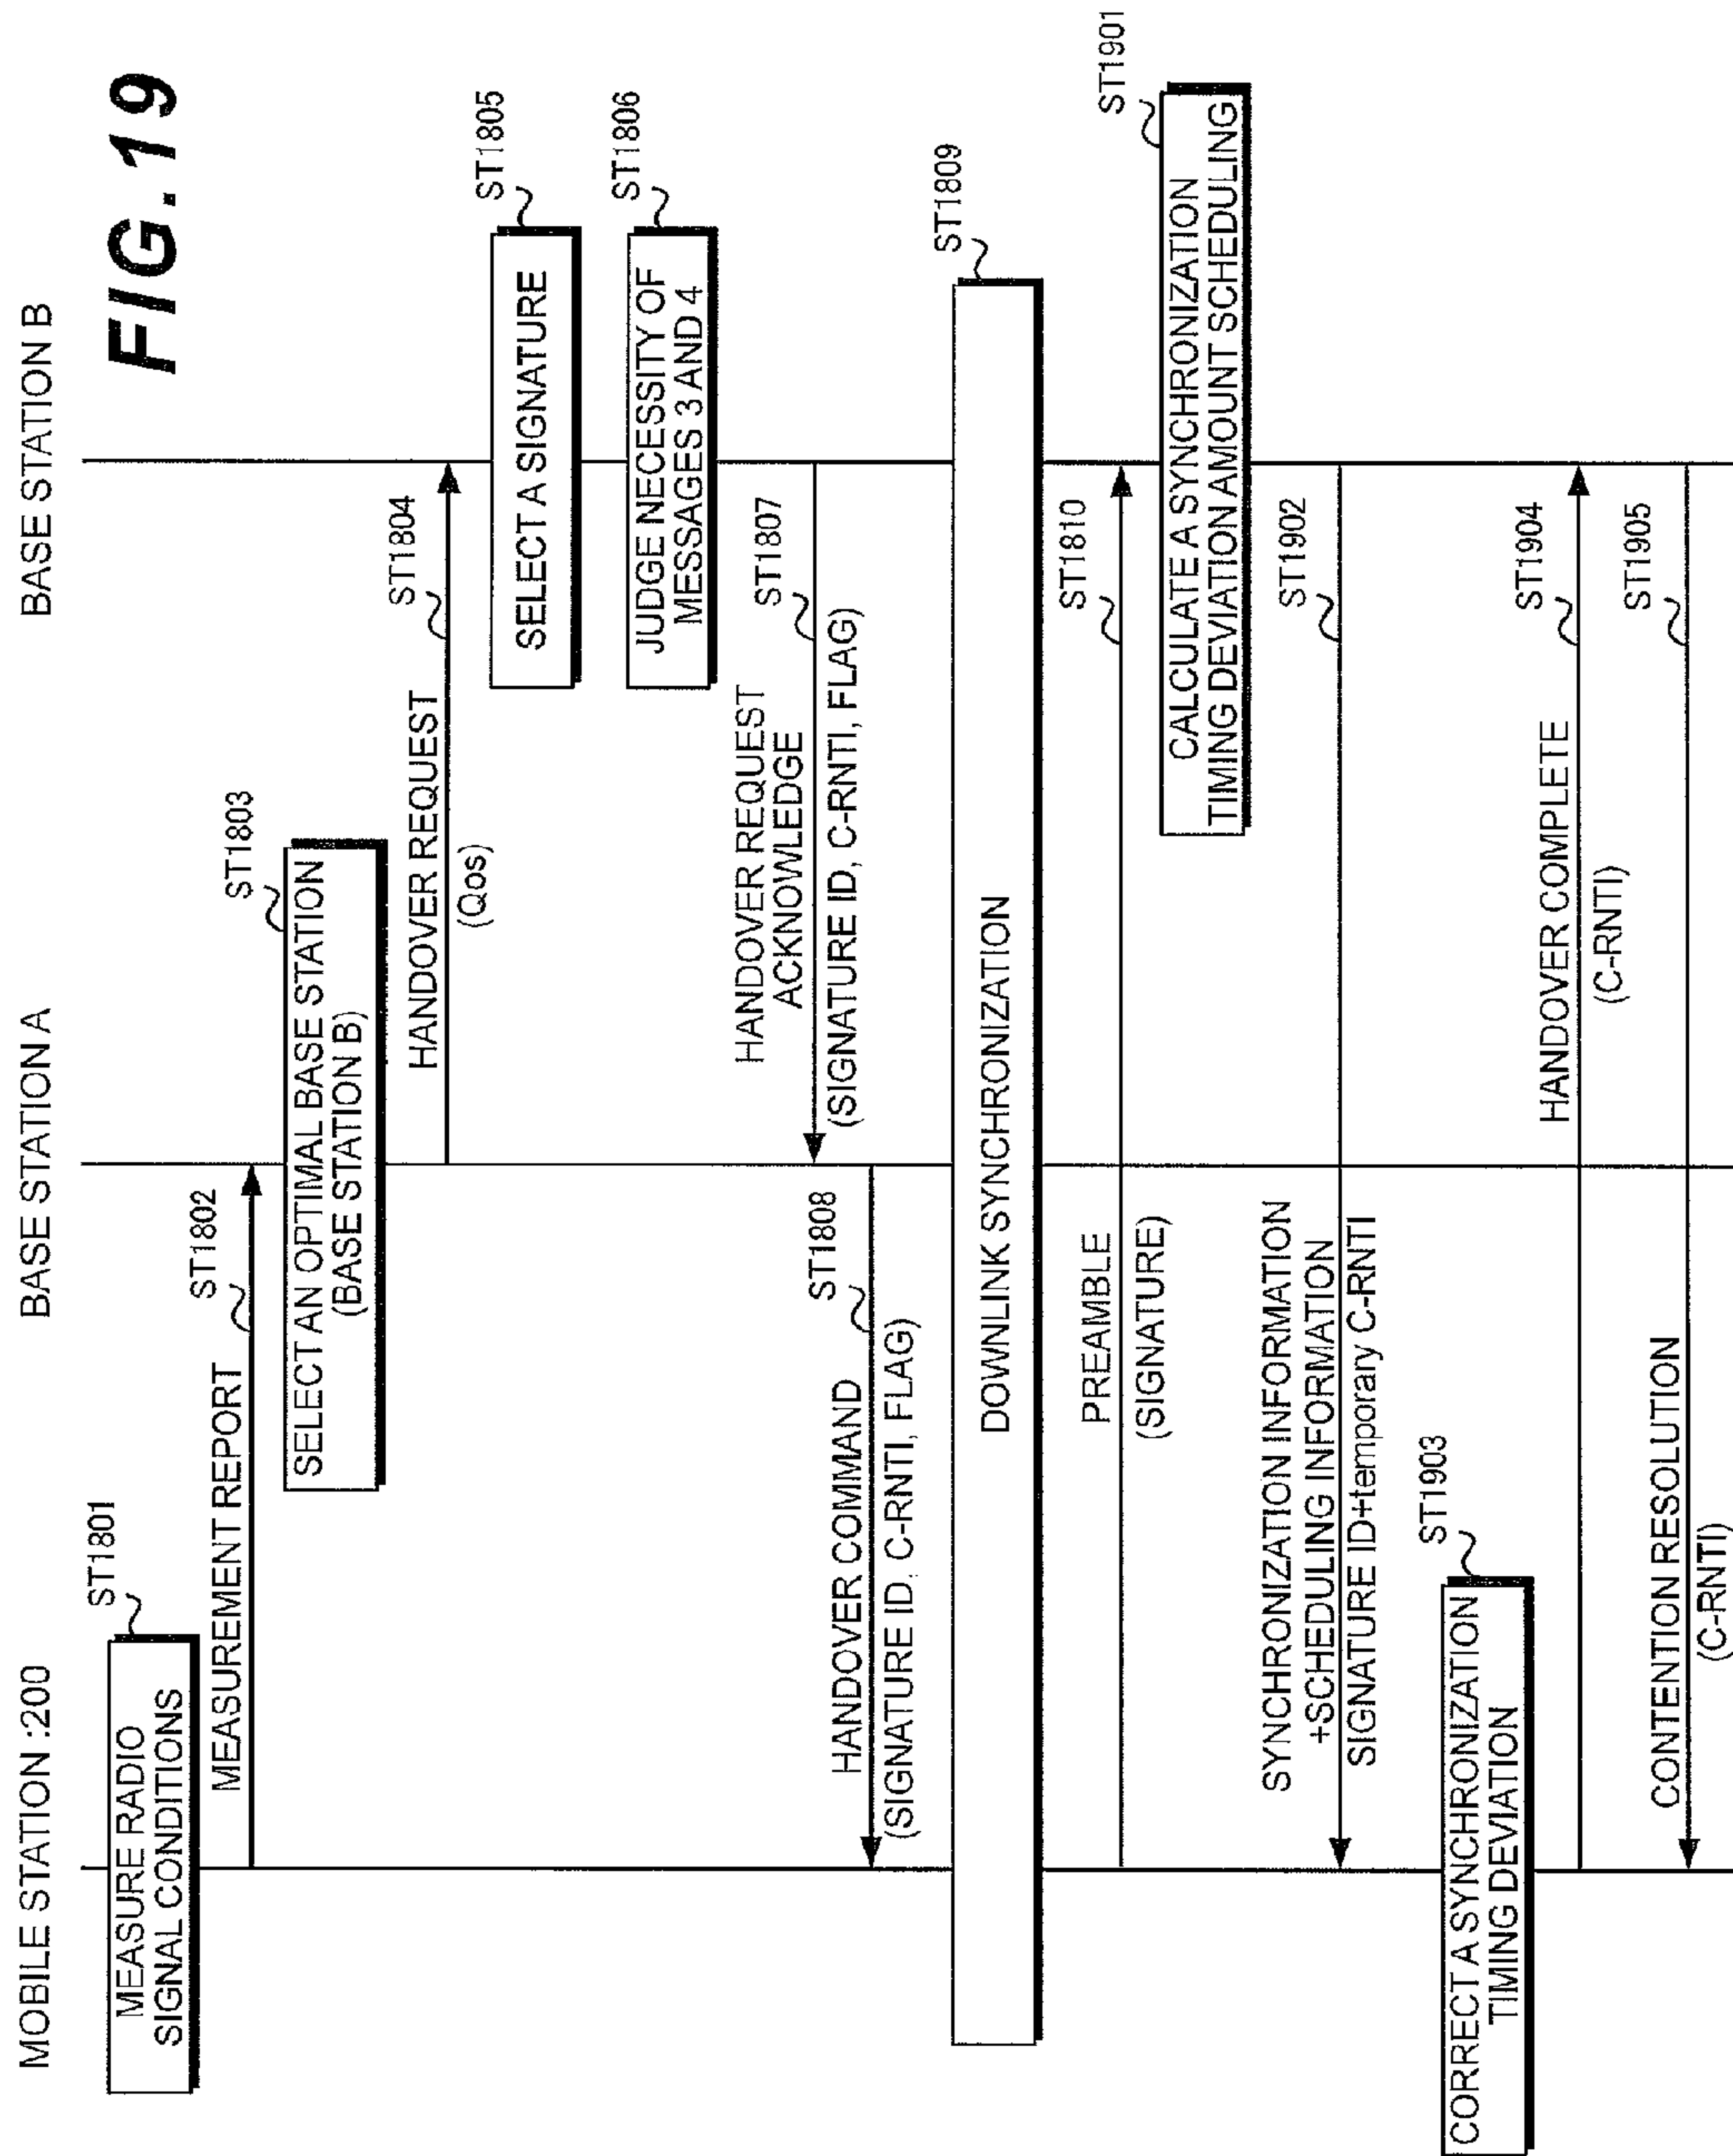 FIG.19
MOBILE STATION :200
BASE STATION A
BASE STATION B
ST1801
MEASURE RADIO
SIGNAL CONDITIONS
MEASUREMENT REPORT
ST1802
ST1803
SELECT AN OPTIMAL BASE STATION
(BASE STATION B)
HANDOVER REQUEST
(Qos)
ST1804
ST1805
SELECT A SIGNATURE
ST1806
JUDGE NECESSITY OF
MESSAGES 3 AND 4
HANDOVER REQUEST
ACKNOWLEDGE
ST1807
(SIGNATURE ID, C-RNTI, FLAG)
HANDOVER COMMAND
ST1808
(SIGNATURE ID, C-RNTI, FLAG)
DOWNLINK SYNCHRONIZATION
ST1809
PREAMBLE
(SIGNATURE)
ST1810
ST1901
CALCULATE A SYNCHRONIZATION
TIMING DEVIATION AMOUNT SCHEDULING
SYNCHRONIZATION INFORMATION
+SCHEDULING INFORMATION
ST1902
SIGNATURE ID+temporary C-RNTI
ST1903
CORRECT A SYNCHRONIZATION
TIMING DEVIATION
HANDOVER COMPLETE
(C-RNTI)
ST1904
CONTENTION RESOLUTION
(C-RNTI)
ST1905